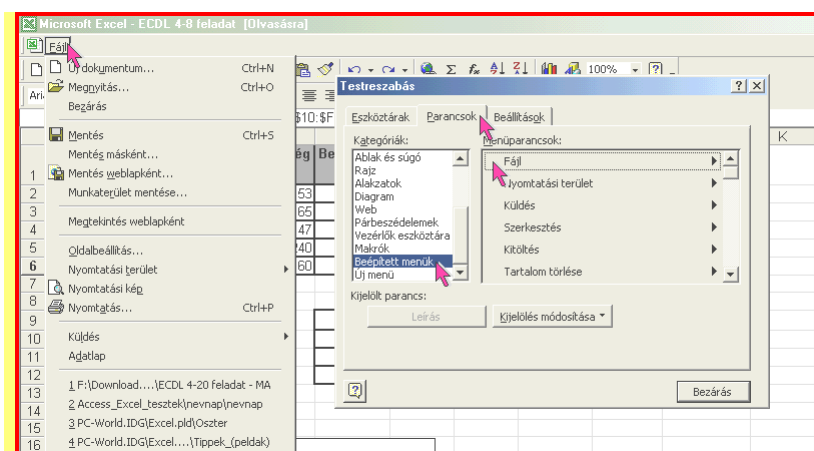 Microsoft Excel - ECDL 4-8 feladat [Olvasásra]
Fájl
Új dokumentum... Ctrl+N
Megnyitás... Ctrl+O
Bezárás
Mentés Ctrl+S
Mentés másként...
Mentés weblapként...
Munkaterület mentése...
Megtekintés weblapként
Oldalbeállítás...
Nyomtatási terület
Nyomtatási kép
Nyomtatás... Ctrl+P
Küldés
Adatlap
1 F:\Download....\ECDL 4-20 feladat - MA
2 Access_Excel_tesztek\nevnap\nevnap
3 PC-World.IDG\Excel.pld\Oszter
4 PC-World.IDG\Excel....\Tippek_(peldak)
Ari
100%
$10:$F
K
ég Be
1
2 53
3 65
4 47
5 240
6 60
7
8
9
10
11
12
13
14
15
16
Testreszabás
Eszköztárak Parancsok Beállítások
Kategóriák: Menüparancsok:
Ablak és súgó
Rajz
Alakzatok
Diagram
Web
Párbeszédelemek
Vezérlők eszköztára
Makrók
Beépített menük
Új menü
Fájl
Nyomtatási terület
Küldés
Szerkesztés
Kitöltés
Tartalom törlése
Kijelölt parancs:
Leírás Kijelölés módosítása
Bezárás